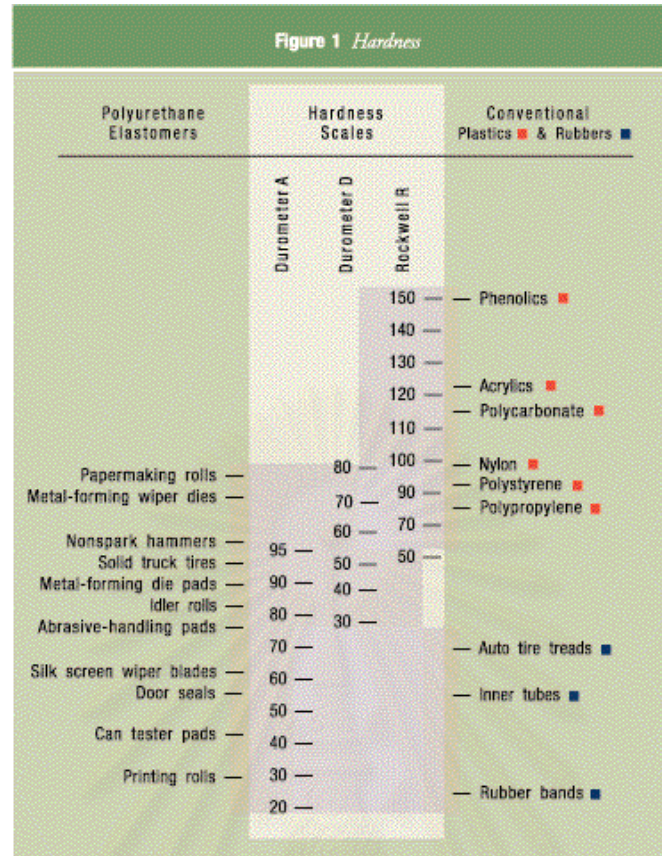 Figure 1 Hardness
Polyurethane
Elastomers
Hardness
Scales
Conventional
Plastics & Rubbers
Durometer A
Durometer D
Rockwell R
150
Phenolics
140
130
120
Acrylics
Polycarbonate
110
100
Nylon
80
Papermaking rolls
90
Polystyrene
Metal-forming wiper dies
70
Polypropylene
70
60
Nonspark hammers
95
50
Solid truck tires
50
Metal-forming die pads
90
40
Idler rolls
80
30
Abrasive-handling pads
70
Auto tire treads
Silk screen wiper blades
60
Door seals
Inner tubes
50
Can tester pads
40
Printing rolls
30
20
Rubber bands